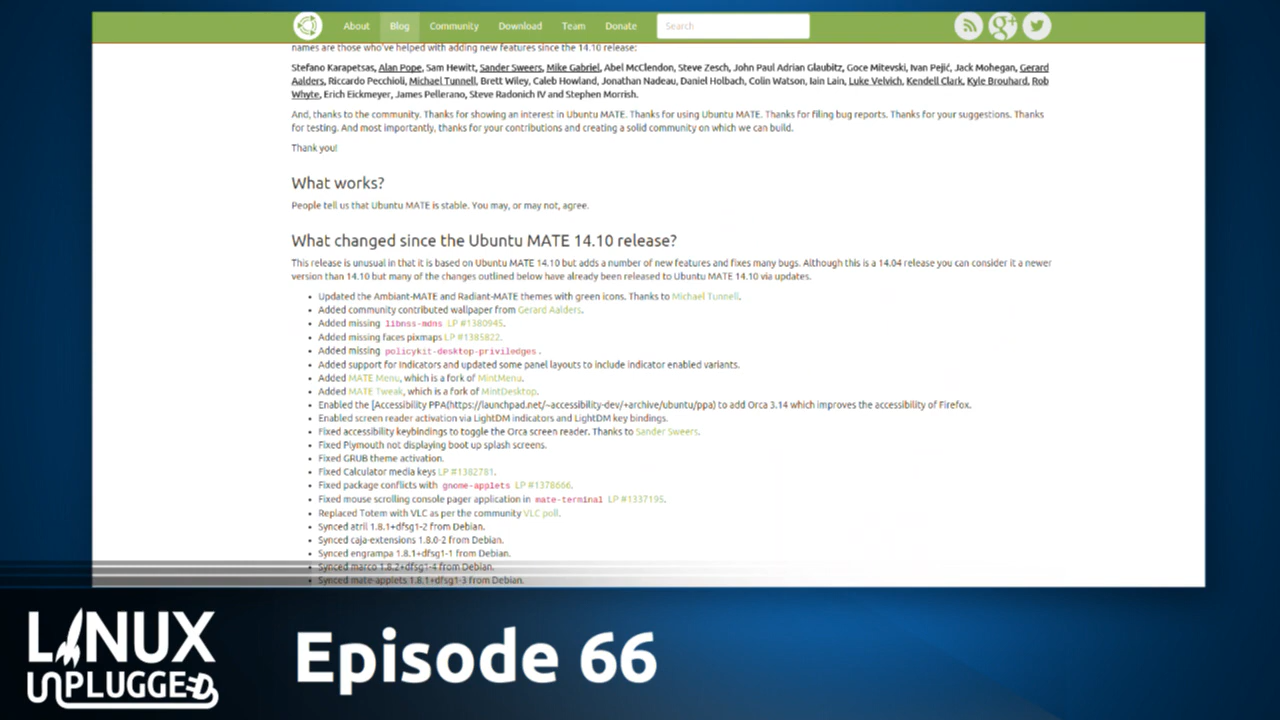 About Blog Community Download Team Donate Search
names are those who've helped with adding new features since the 14.10 release:
Stefano Karapetsas, Alan Pope, Sam Hewitt, Sander Sweers, Mike Gabriel, Abel McClendon, Steve Zesch, John Paul Adrian Glaubitz, Goce Mitevski, Ivan Pejić, Jack Mohegan, Gerard
Aalders, Riccardo Pecchioli, Michael Tunnell, Brett Wiley, Caleb Howland, Jonathan Nadeau, Daniel Holbach, Colin Watson, Iain Lain, Luke Velvich, Kendell Clark, Kyle Brouhard, Rob
Whyte, Erich Eickmeyer, James Pellerano, Steve Radonich IV and Stephen Morrish.
And, thanks to the community. Thanks for showing an interest in Ubuntu MATE. Thanks for using Ubuntu MATE. Thanks for filing bug reports. Thanks for your suggestions. Thanks
for testing. And most importantly, thanks for your contributions and creating a solid community on which we can build.
Thank you!
What works?
People tell us that Ubuntu MATE is stable. You may, or may not, agree.
What changed since the Ubuntu MATE 14.10 release?
This release is unusual in that it is based on Ubuntu MATE 14.10 but adds a number of new features and fixes many bugs. Although this is a 14.04 release you can consider it a newer
version than 14.10 but many of the changes outlined below have already been released to Ubuntu MATE 14.10 via updates.
• Updated the Ambiant-MATE and Radiant-MATE themes with green icons. Thanks to Michael Tunnell.
• Added community contributed wallpaper from Gerard Aalders.
• Added missing libnss-mdns LP #1380945.
• Added missing faces pixmaps LP #1385822.
• Added missing policykit-desktop-priviledges.
• Added support for Indicators and updated some panel layouts to include indicator enabled variants.
• Added MATE Menu, which is a fork of MintMenu.
• Added MATE Tweak, which is a fork of MintDesktop.
• Enabled the [Accessibility PPA(https://launchpad.net/~accessibility-dev/+archive/ubuntu/ppa) to add Orca 3.14 which improves the accessibility of Firefox.
• Enabled screen reader activation via LightDM indicators and LightDM key bindings.
• Fixed accessibility keybindings to toggle the Orca screen reader. Thanks to Sander Sweers.
• Fixed Plymouth not displaying boot up splash screens.
• Fixed GRUB theme activation.
• Fixed Calculator media keys LP #1382781.
• Fixed package conflicts with gnome-applets LP #1378666.
• Fixed mouse scrolling console pager application in mate-terminal LP #1337195.
• Replaced Totem with VLC as per the community VLC poll.
• Synced atril 1.8.1+dfsg1-2 from Debian.
• Synced caja-extensions 1.8.0-2 from Debian.
• Synced engrampa 1.8.1+dfsg1-1 from Debian.
• Synced marco 1.8.2+dfsg1-4 from Debian.
• Synced mate-applets 1.8.1+dfsg1-3 from Debian.
LINUX
UNPLUGGED
Episode 66